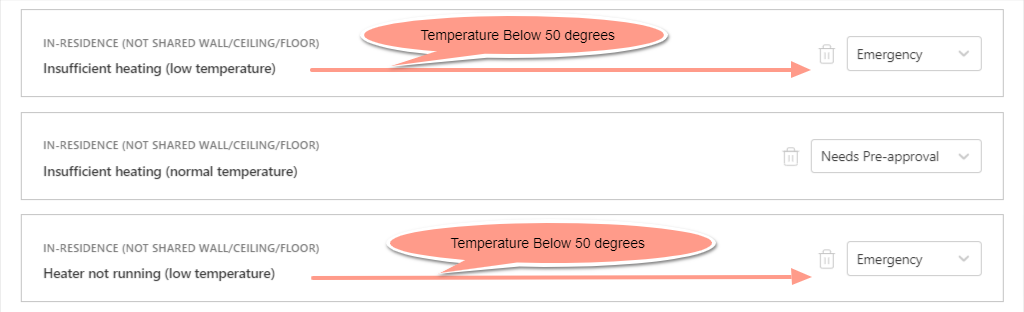 Temperature Below 50 degrees
IN-RESIDENCE (NOT SHARED WALL/CEILING/FLOOR)
Insufficient heating (low temperature)
Emergency
IN-RESIDENCE (NOT SHARED WALL/CEILING/FLOOR)
Insufficient heating (normal temperature)
Needs Pre-approval
Temperature Below 50 degrees
IN-RESIDENCE (NOT SHARED WALL/CEILING/FLOOR)
Heater not running (low temperature)
Emergency